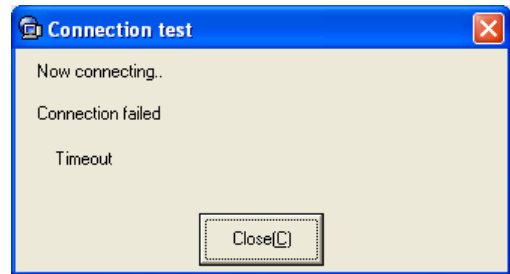 Connection test
Now connecting..
Connection failed
Timeout
Close(C)